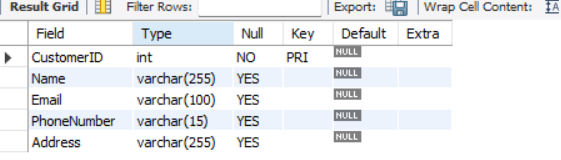 Result Grid Filter Rows: Export: Wrap Cell Content:
Field Type Null Key Default Extra
CustomerID int NO PRI NULL
Name varchar(255) YES NULL
Email varchar(100) YES NULL
PhoneNumber varchar(15) YES NULL
Address varchar(255) YES NULL